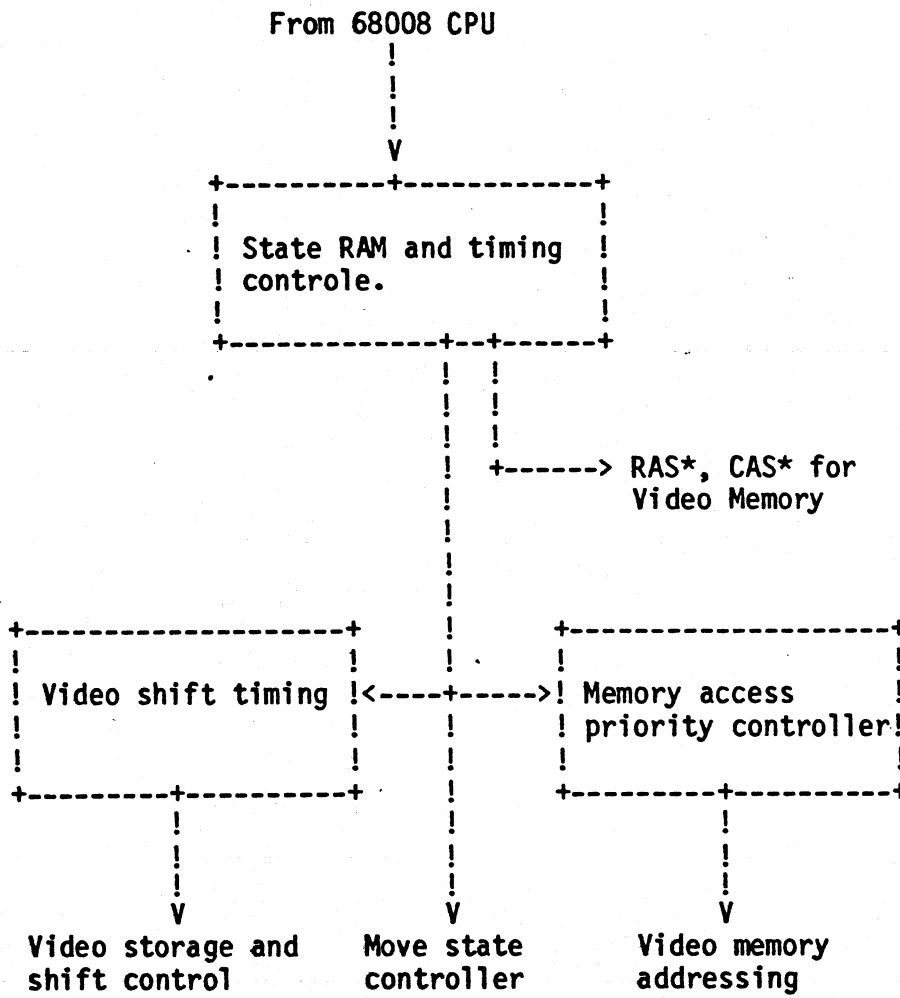 From 68008 CPU
State RAM and timing
controle.
RAS*, CAS* for
Video Memory
Video shift timing
Memory access
priority controller
Video storage and
shift control
Move state
controller
Video memory
addressing